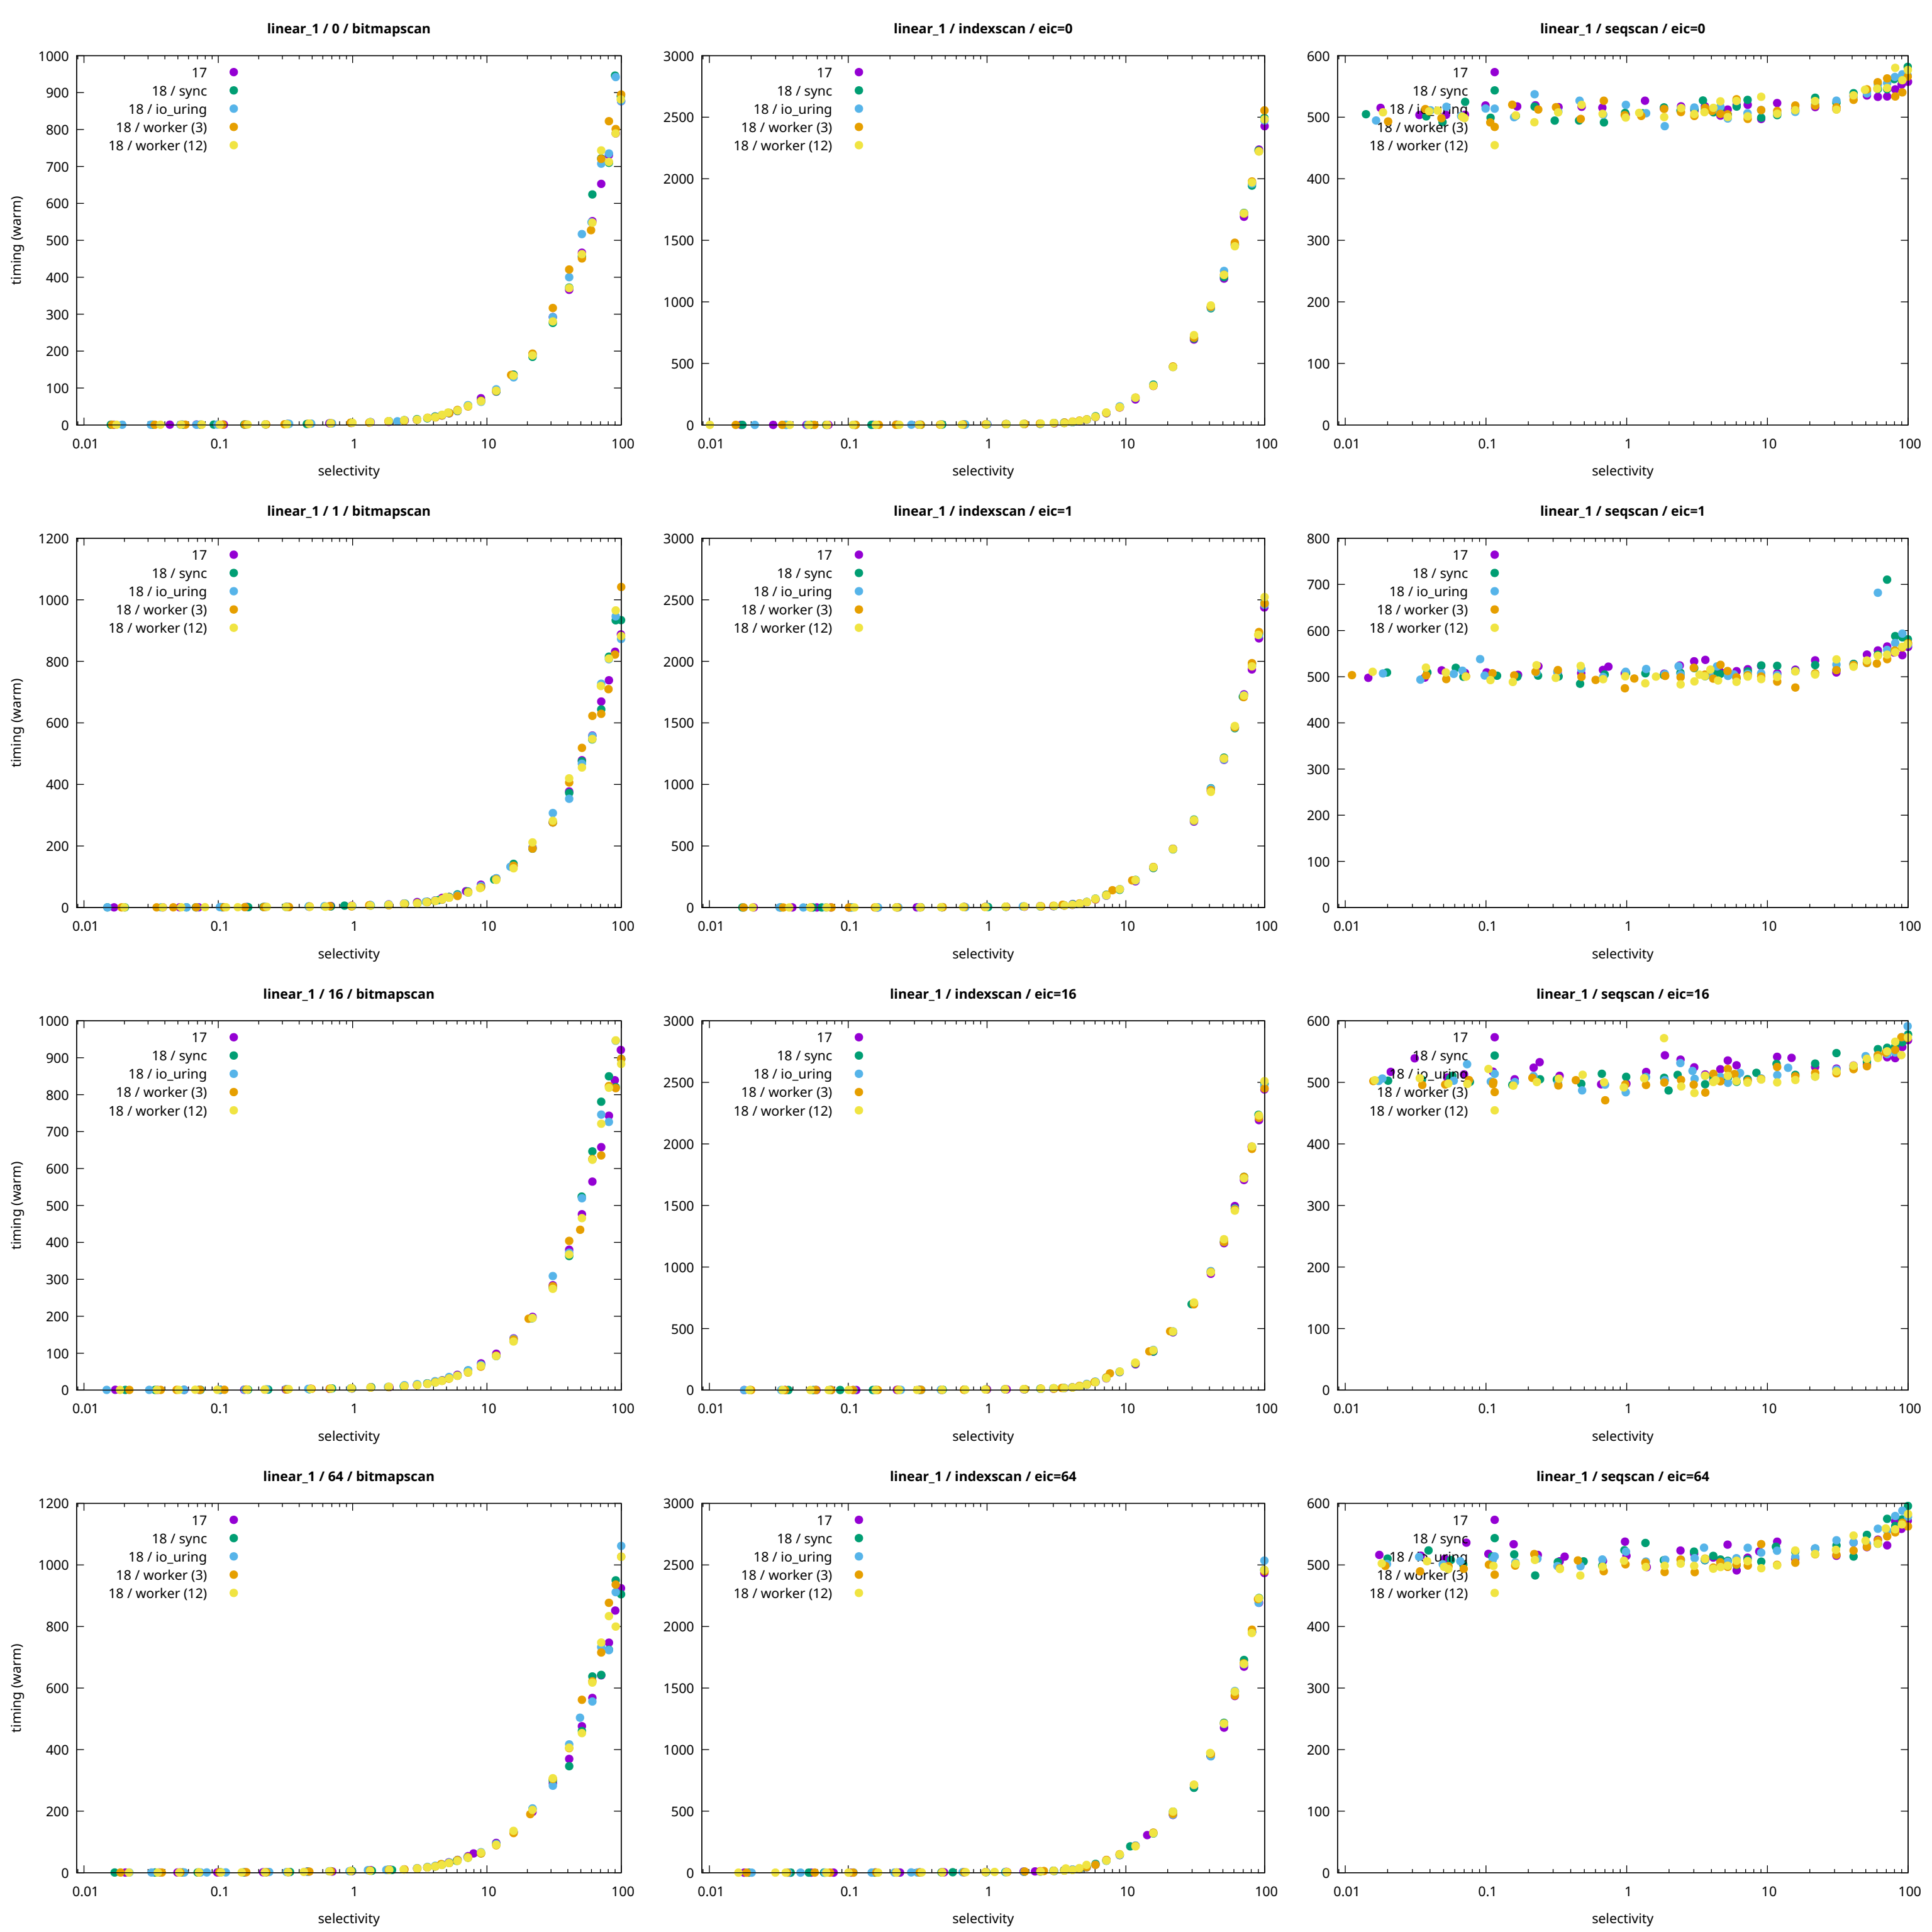 linear_1 / 0 / bitmapscan
timing (warm)
1000
900
800
700
600
500
400
300
200
100
0
17
18 / sync
18 / io_uring
18 / worker (3)
18 / worker (12)
0.01 0.1 1 10 100
selectivity
linear_1 / indexscan / eic=0
3000
2500
2000
1500
1000
500
0
17
18 / sync
18 / io_uring
18 / worker (3)
18 / worker (12)
0.01 0.1 1 10 100
selectivity
linear_1 / seqscan / eic=0
600
500
400
300
200
100
0
17
18 / sync
18 / io_uring
18 / worker (3)
18 / worker (12)
0.01 0.1 1 10 100
selectivity
linear_1 / 1 / bitmapscan
timing (warm)
1200
1000
800
600
400
200
0
17
18 / sync
18 / io_uring
18 / worker (3)
18 / worker (12)
0.01 0.1 1 10 100
selectivity
linear_1 / indexscan / eic=1
3000
2500
2000
1500
1000
500
0
17
18 / sync
18 / io_uring
18 / worker (3)
18 / worker (12)
0.01 0.1 1 10 100
selectivity
linear_1 / seqscan / eic=1
800
700
600
500
400
300
200
100
0
17
18 / sync
18 / io_uring
18 / worker (3)
18 / worker (12)
0.01 0.1 1 10 100
selectivity
linear_1 / 16 / bitmapscan
timing (warm)
1000
900
800
700
600
500
400
300
200
100
0
17
18 / sync
18 / io_uring
18 / worker (3)
18 / worker (12)
0.01 0.1 1 10 100
selectivity
linear_1 / indexscan / eic=16
3000
2500
2000
1500
1000
500
0
17
18 / sync
18 / io_uring
18 / worker (3)
18 / worker (12)
0.01 0.1 1 10 100
selectivity
linear_1 / seqscan / eic=16
600
500
400
300
200
100
0
17
18 / sync
18 / io_uring
18 / worker (3)
18 / worker (12)
0.01 0.1 1 10 100
selectivity
linear_1 / 64 / bitmapscan
timing (warm)
1200
1000
800
600
400
200
0
17
18 / sync
18 / io_uring
18 / worker (3)
18 / worker (12)
0.01 0.1 1 10 100
selectivity
linear_1 / indexscan / eic=64
3000
2500
2000
1500
1000
500
0
17
18 / sync
18 / io_uring
18 / worker (3)
18 / worker (12)
0.01 0.1 1 10 100
selectivity
linear_1 / seqscan / eic=64
600
500
400
300
200
100
0
17
18 / sync
18 / io_uring
18 / worker (3)
18 / worker (12)
0.01 0.1 1 10 100
selectivity